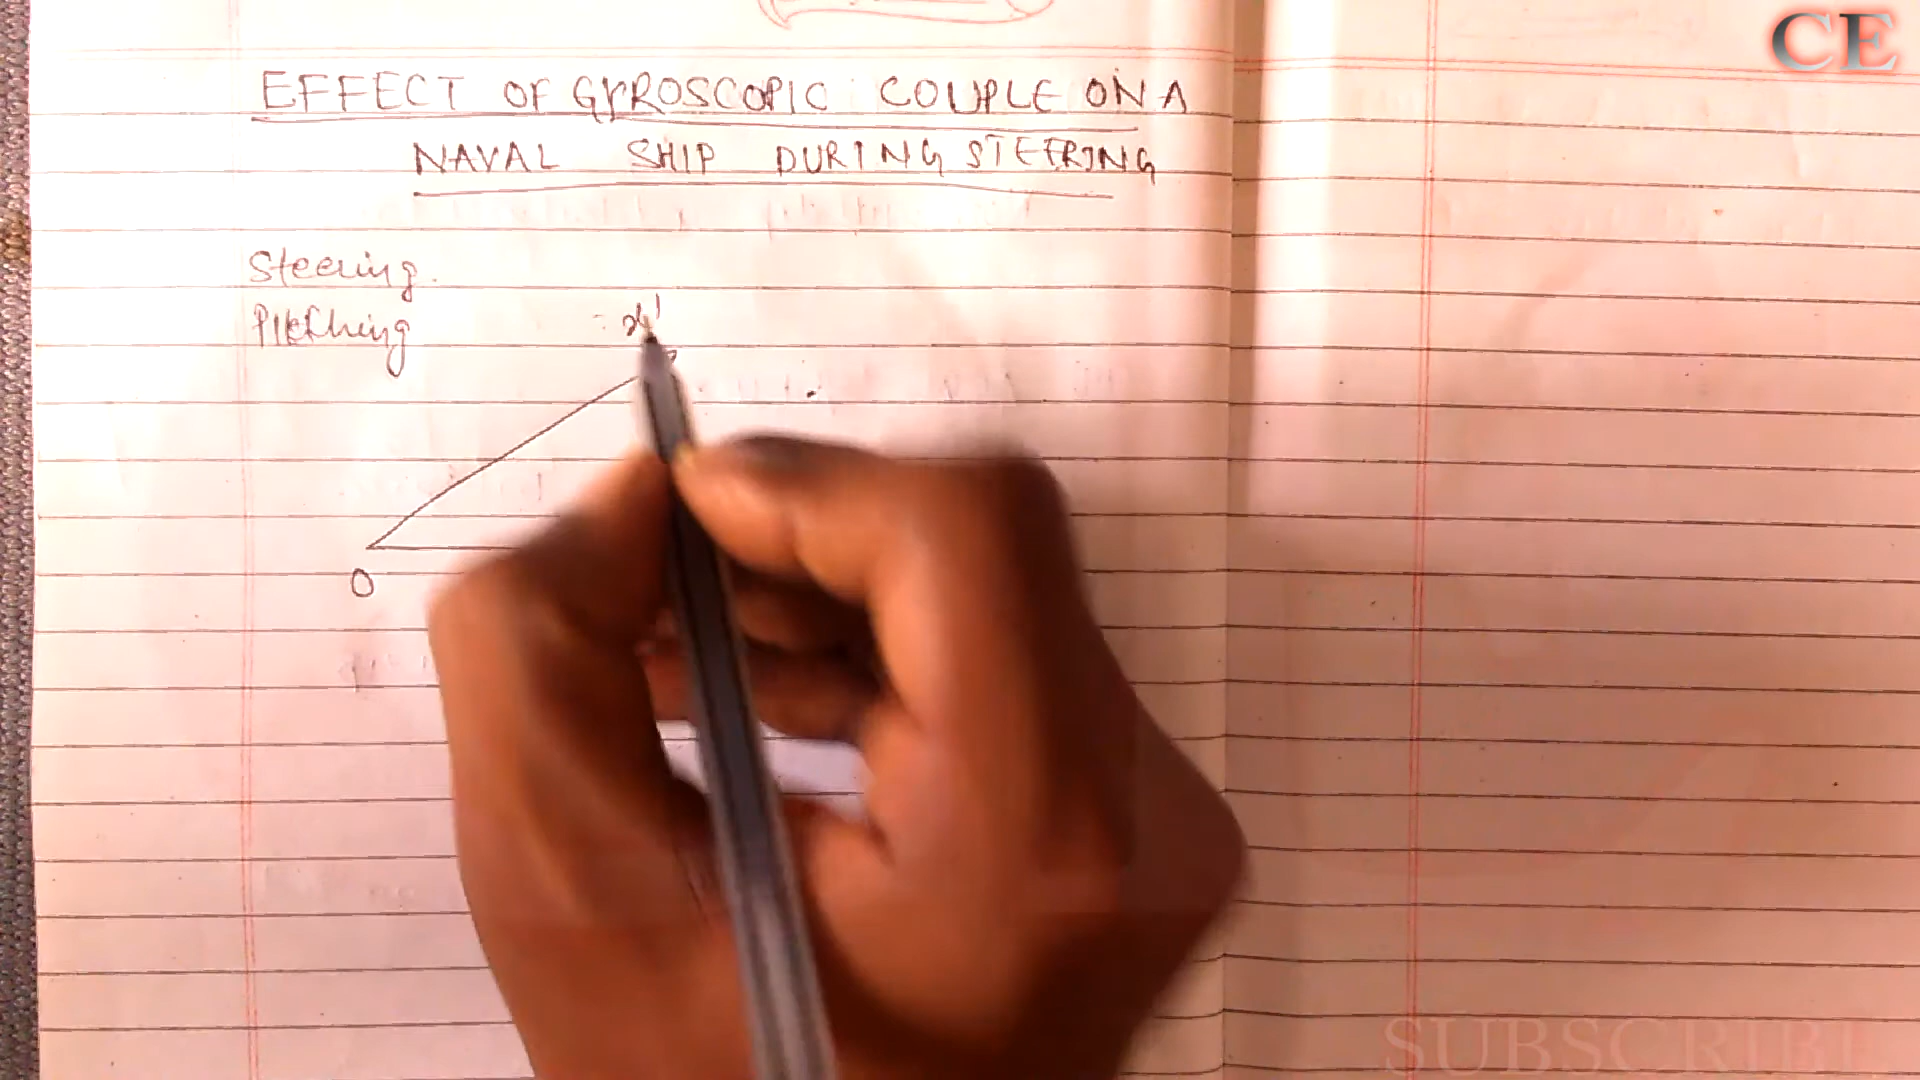 CE
EFFECT OF GYROSCOPIC COUPLE ON A
NAVAL SHIP DURING STEERING
Steering.
Pitching
x'
O
SUBSCRIBE